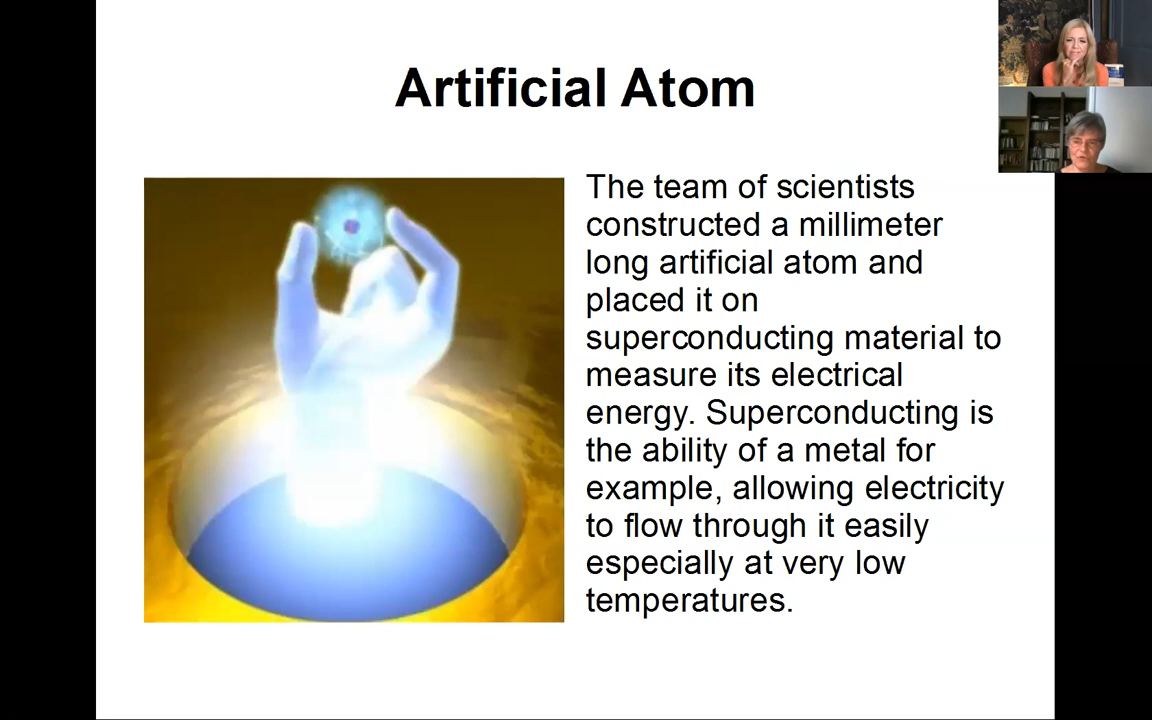 Artificial Atom
The team of scientists
constructed a millimeter
long artificial atom and
placed it on
superconducting material to
measure its electrical
energy. Superconducting is
the ability of a metal for
example, allowing electricity
to flow through it easily
especially at very low
temperatures.